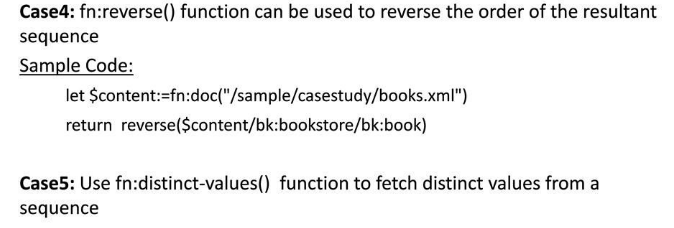 Case4: fn:reverse() function can be used to reverse the order of the resultant
sequence
Sample Code:
let $content:=fn:doc("/sample/casestudy/books.xml")
return  reverse($content/bk:bookstore/bk:book)
Case5: Use fn:distinct-values()  function to fetch distinct values from a
sequence